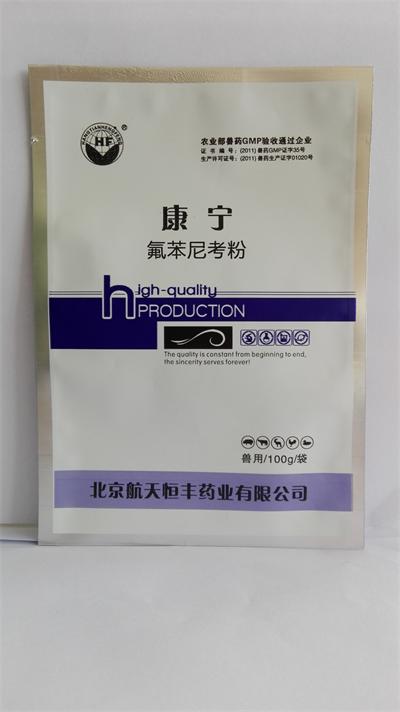 HANGTIANHENGFENG
HF
®
农业部兽药GMP验收通过企业
证 书 编 号：(2011) 兽药GMP证字35号
生产许可证号：(2011) 兽药生产证字01020号
康宁
氟苯尼考粉
high-quality
PRODUCTION
The quality is constant from beginning to end,
the sincerity serves forever!
兽用/100g/袋
北京航天恒丰药业有限公司